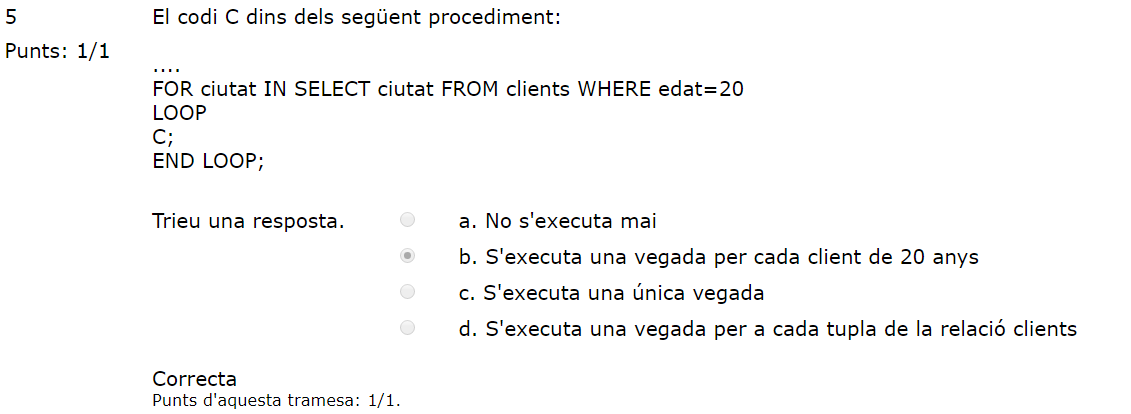 5 El codi C dins dels següent procediment:
Punts: 1/1
....
FOR ciutat IN SELECT ciutat FROM clients WHERE edat=20
LOOP
C;
END LOOP;
Trieu una resposta. a. No s'executa mai
b. S'executa una vegada per cada client de 20 anys
c. S'executa una única vegada
d. S'executa una vegada per a cada tupla de la relació clients
Correcta
Punts d'aquesta tramesa: 1/1.